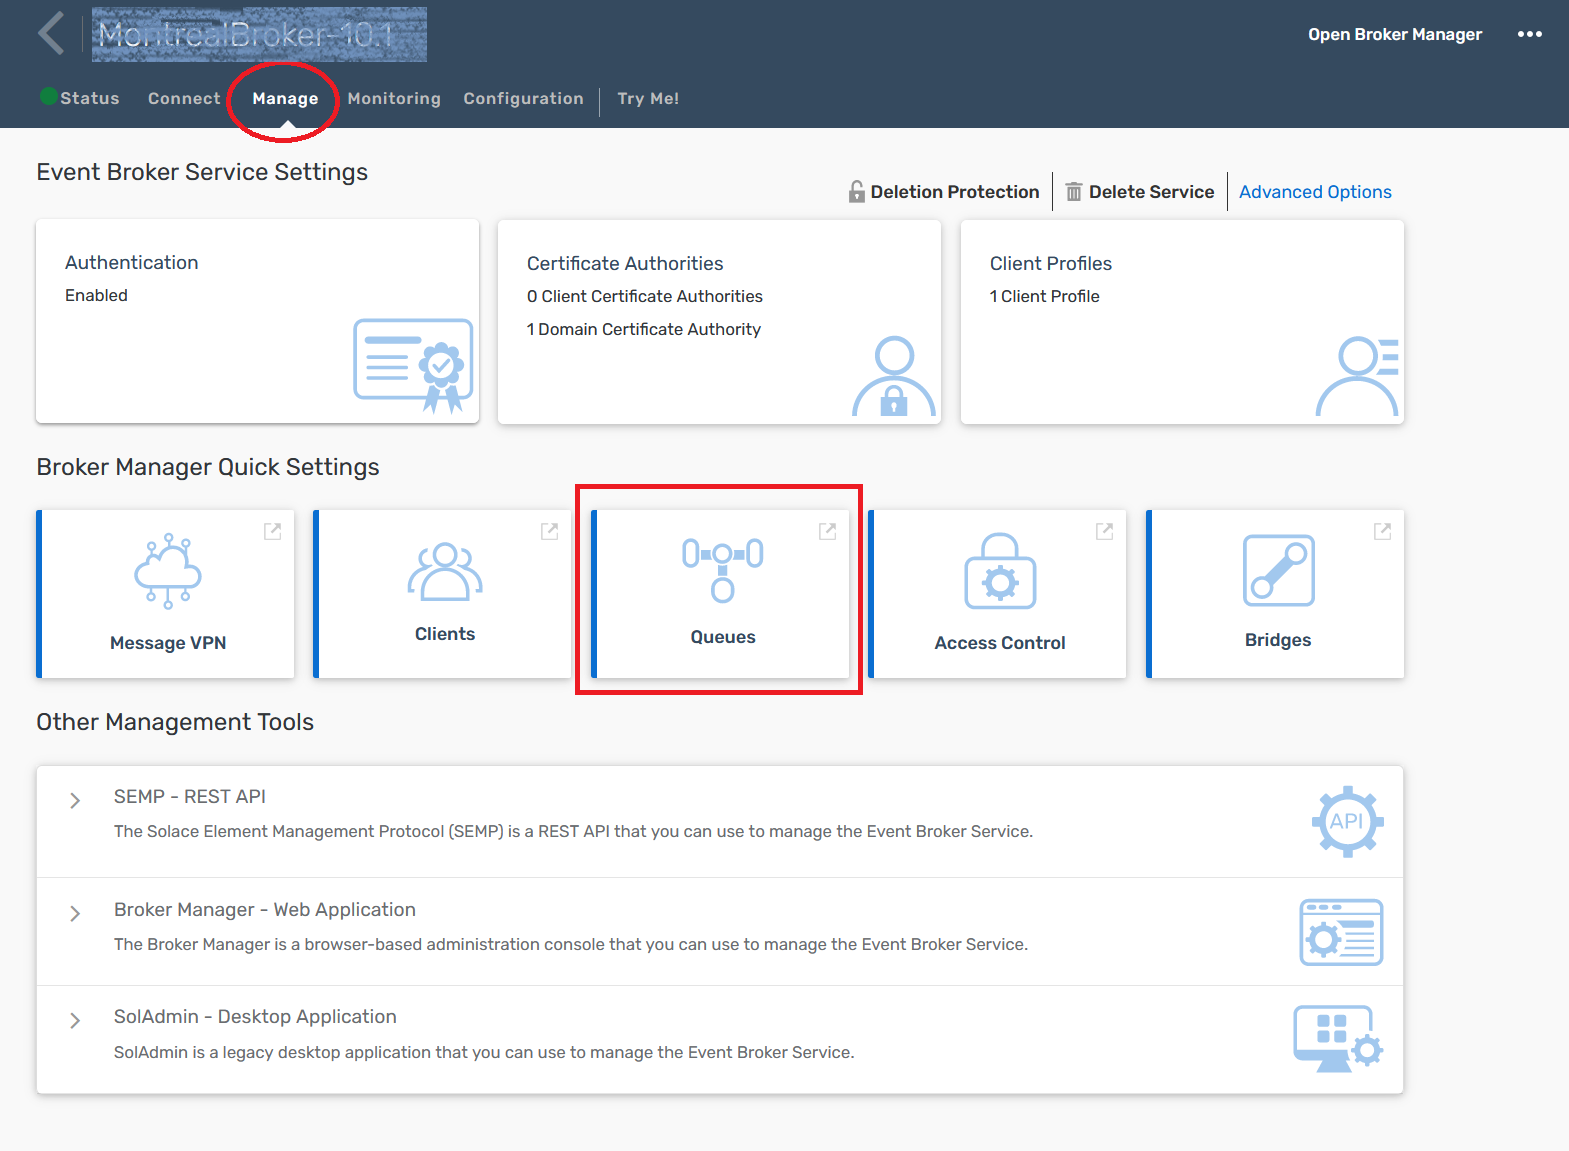 MontrealBroker-10.1
Open Broker Manager
Status Connect Manage Monitoring Configuration Try Me!
Event Broker Service Settings
Deletion Protection Delete Service Advanced Options
Authentication
Enabled
Certificate Authorities
0 Client Certificate Authorities
1 Domain Certificate Authority
Client Profiles
1 Client Profile
Broker Manager Quick Settings
Message VPN
Clients
Queues
Access Control
Bridges
Other Management Tools
SEMP - REST API
The Solace Element Management Protocol (SEMP) is a REST API that you can use to manage the Event Broker Service.
API
Broker Manager - Web Application
The Broker Manager is a browser-based administration console that you can use to manage the Event Broker Service.
SolAdmin - Desktop Application
SolAdmin is a legacy desktop application that you can use to manage the Event Broker Service.